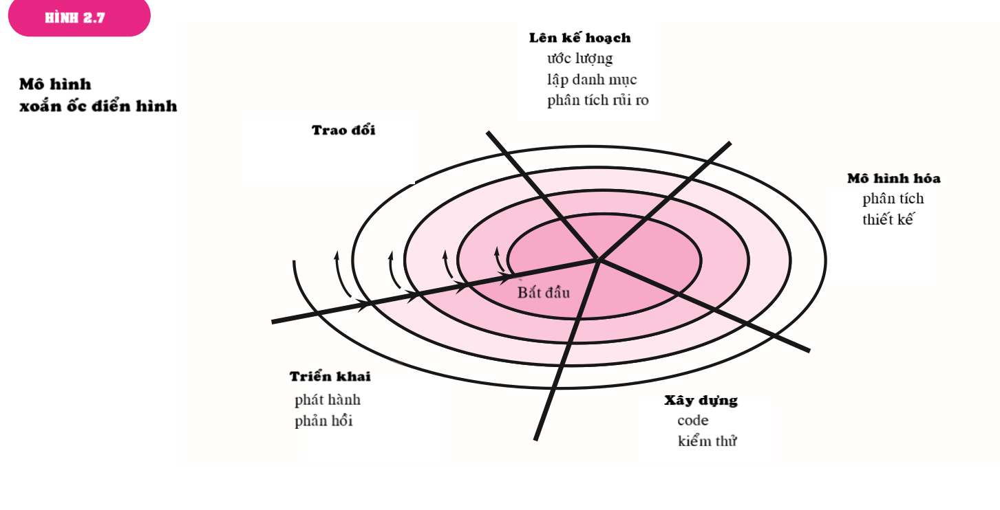 HÌNH 2.7
Mô hình
xoắn ốc điển hình
Lên kế hoạch
ước lượng
lập danh mục
phân tích rủi ro
Trao đổi
Mô hình hóa
phân tích
thiết kế
Bắt đầu
Triển khai
phát hành
phản hồi
Xây dựng
code
kiểm thử